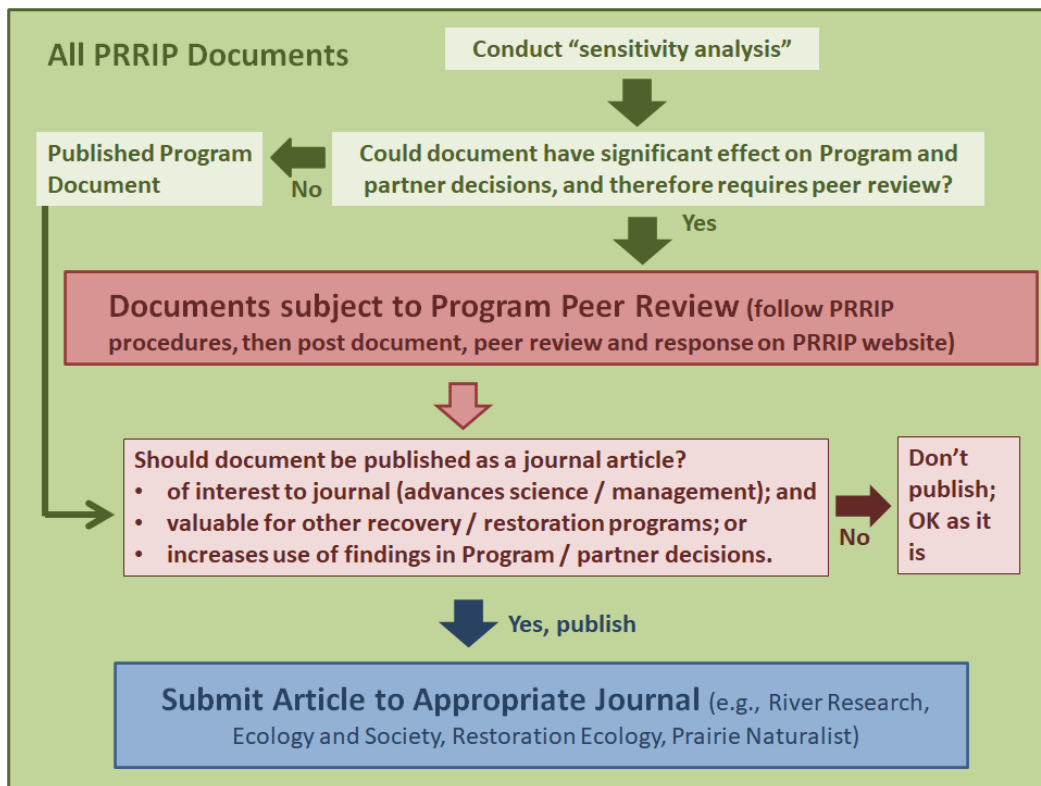 All PRRIP Documents
Conduct “sensitivity analysis”
Published Program
Document
No
Could document have significant effect on Program and
partner decisions, and therefore requires peer review?
Yes
Documents subject to Program Peer Review (follow PRRIP
procedures, then post document, peer review and response on PRRIP website)
Should document be published as a journal article?
• of interest to journal (advances science / management); and
• valuable for other recovery / restoration programs; or
• increases use of findings in Program / partner decisions.
No
Don’t
publish;
OK as it
is
Yes, publish
Submit Article to Appropriate Journal (e.g., River Research,
Ecology and Society, Restoration Ecology, Prairie Naturalist)